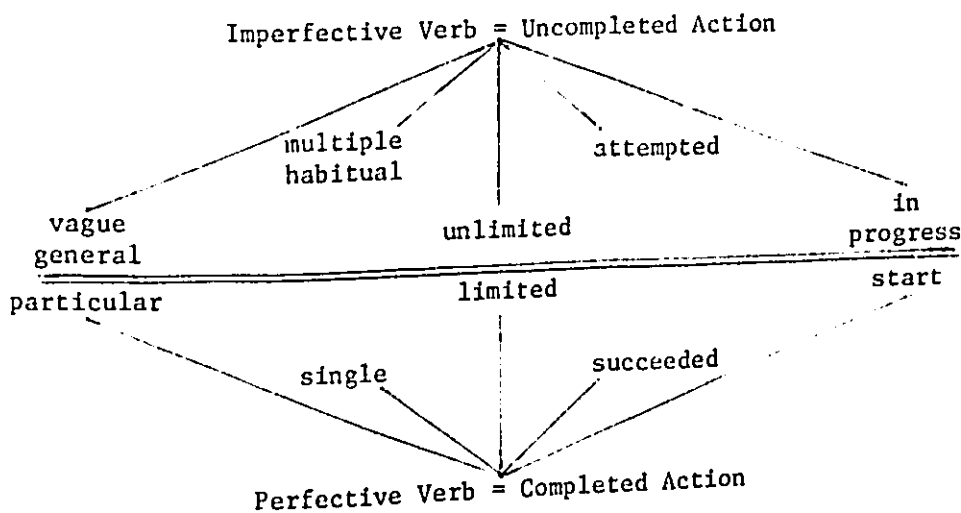 Imperfective Verb = Uncompleted Action
multiple
habitual
attempted
vague
general
unlimited
in
progress
particular
limited
start
single
succeeded
Perfective Verb = Completed Action